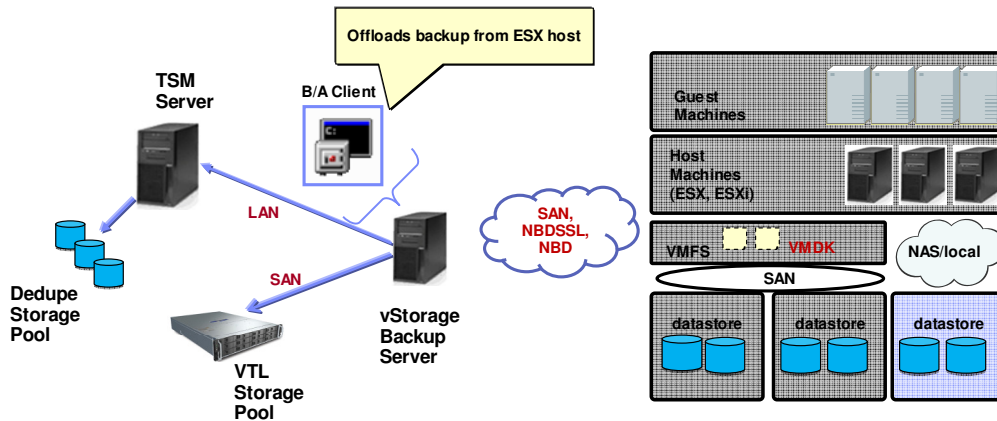 Offloads backup from ESX host
TSM
Server
B/A Client
C:
LAN
SAN
Dedupe
Storage
Pool
VTL
Storage
Pool
vStorage
Backup
Server
SAN,
NBDSSL,
NBD
Guest
Machines
Host
Machines
(ESX, ESXi)
VMFS
VMDK
NAS/local
SAN
datastore
datastore
datastore